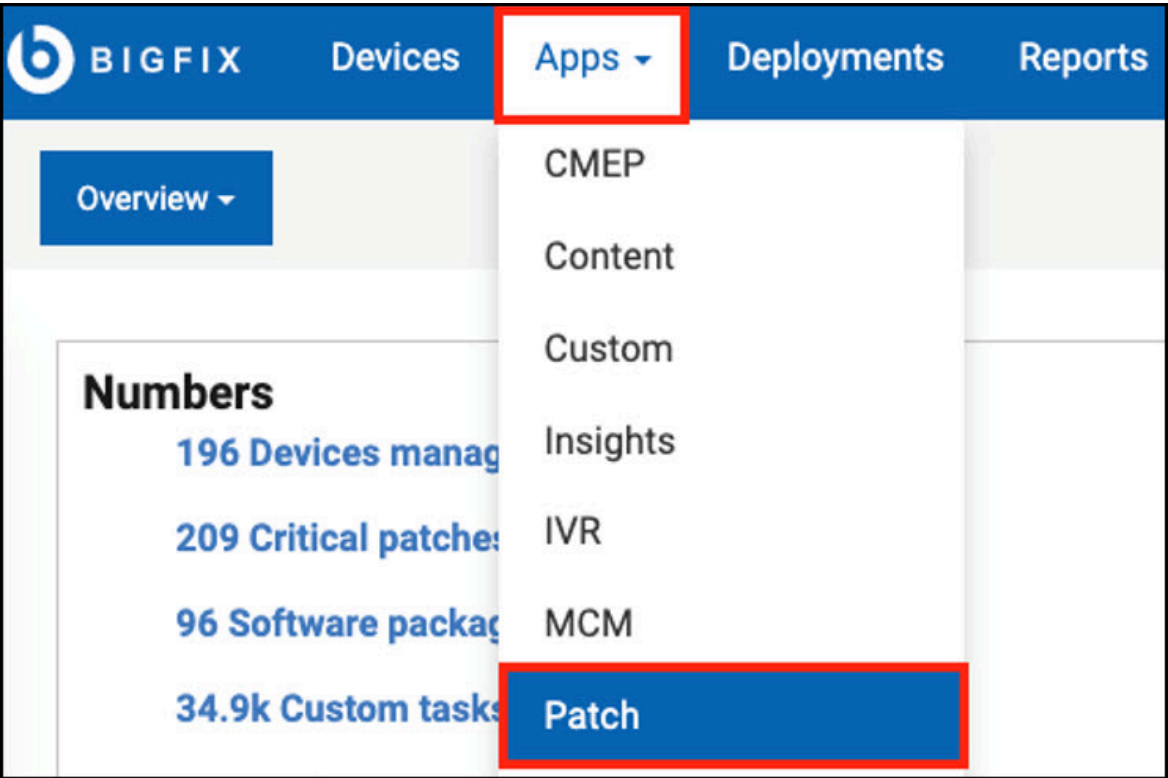 BIGFIX Devices Apps Deployments Reports
Overview
CMEP
Content
Custom
Insights
IVR
MCM
Patch
Numbers
196 Devices manag
209 Critical patches
96 Software packag
34.9k Custom tasks